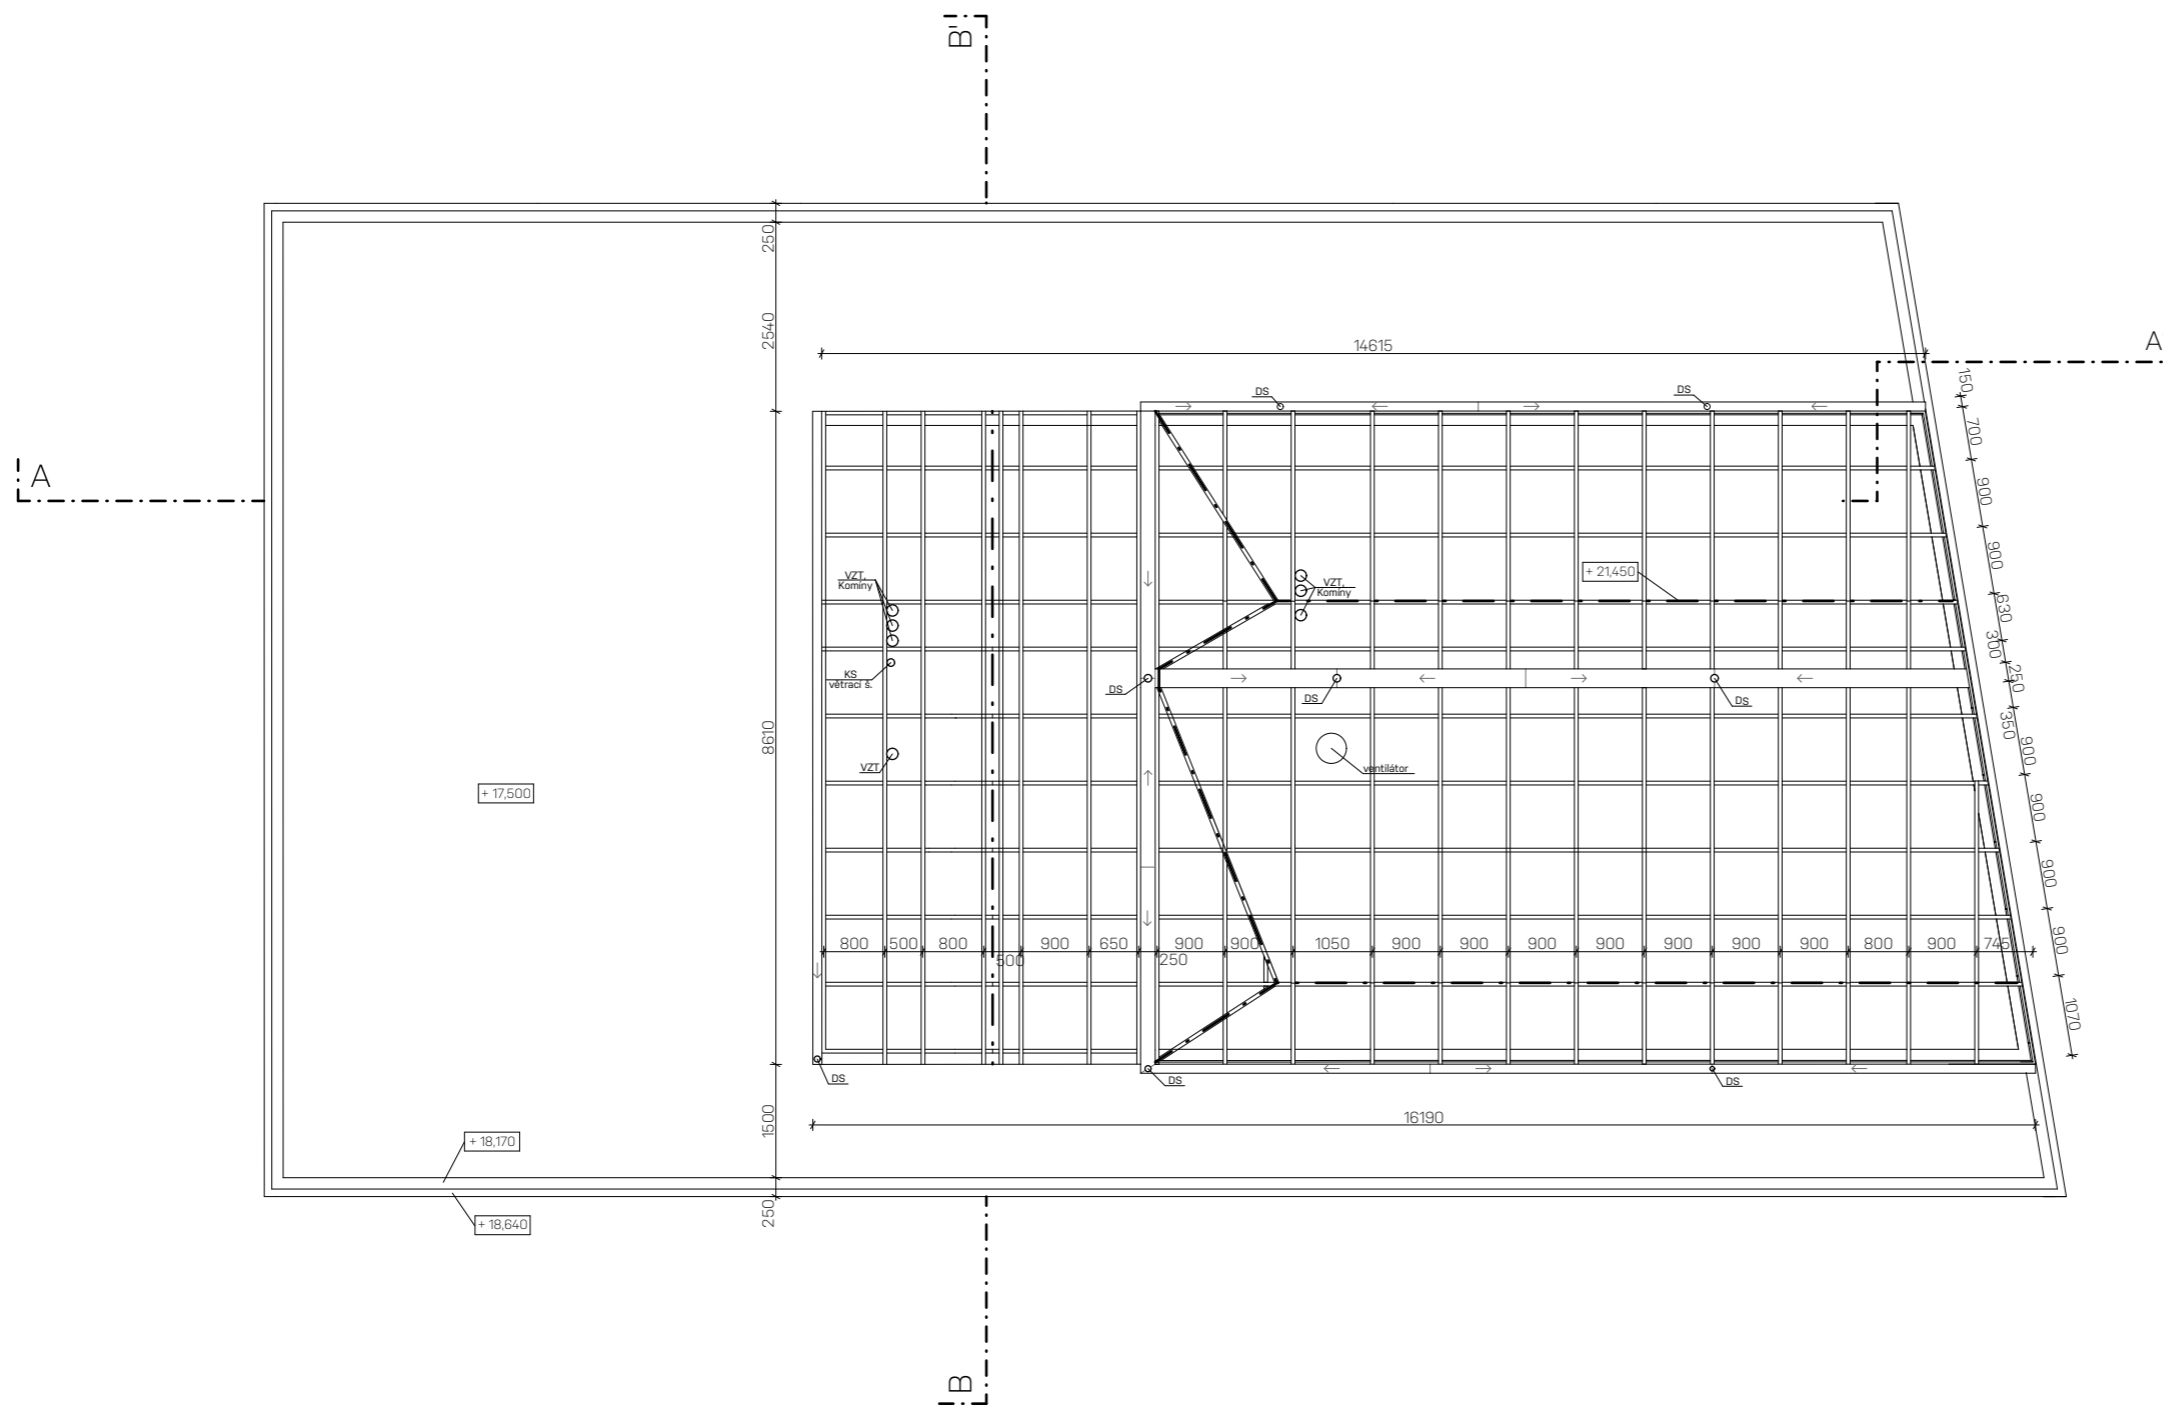 B'
A
A
250
2540
8610
1500
250
14615
150
700
900
900
630
300
250
350
900
900
900
900
1070
DS
DS
VZT,
Komíny
VZT,
Komíny
+ 21,450
KS
větrací š.
DS
DS
DS
VZT
ventilátor
+ 17,500
800
500
800
500
900
650
250
900
900
1050
900
900
900
900
900
900
900
800
900
745
DS
DS
DS
16190
+ 18,170
+ 18,640
B